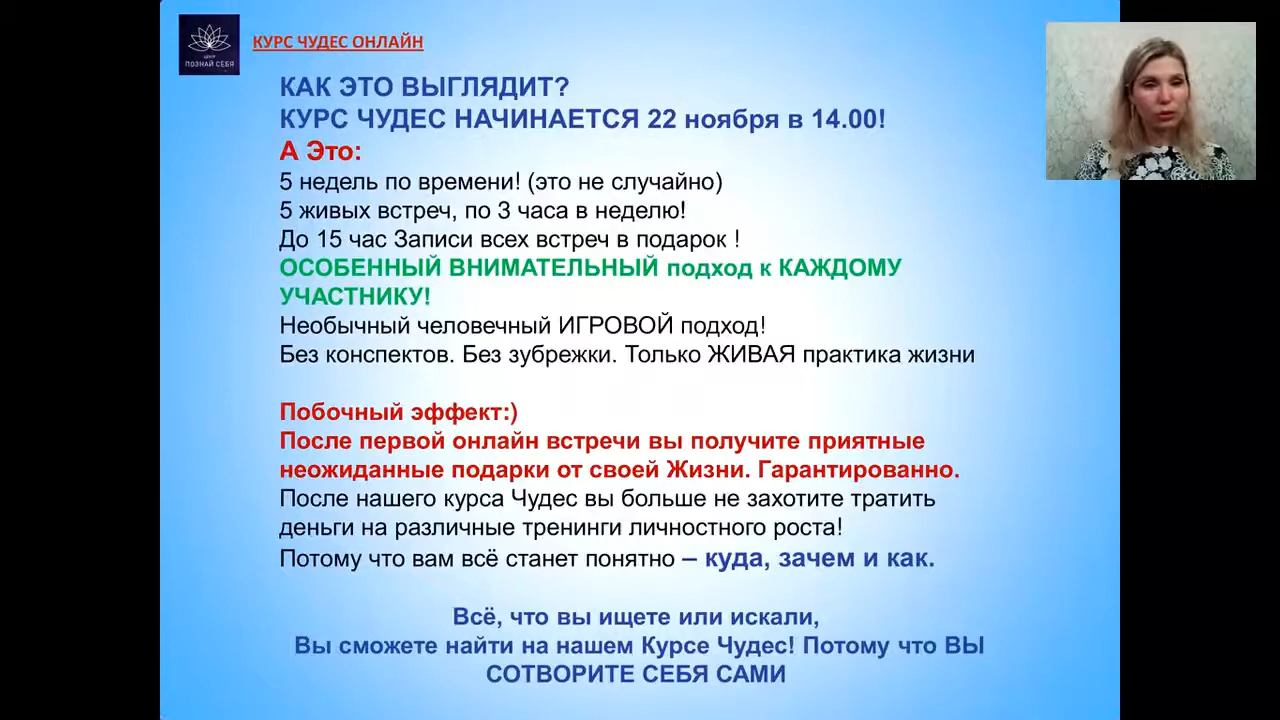 ЦЕНТР
ПОЗНАЙ СЕБЯ
КУРС ЧУДЕС ОНЛАЙН
КАК ЭТО ВЫГЛЯДИТ?
КУРС ЧУДЕС НАЧИНАЕТСЯ 22 ноября в 14.00!
А Это:
5 недель по времени! (это не случайно)
5 живых встреч, по 3 часа в неделю!
До 15 час Записи всех встреч в подарок !
ОСОБЕННЫЙ ВНИМАТЕЛЬНЫЙ подход к КАЖДОМУ
УЧАСТНИКУ!
Необычный человечный ИГРОВОЙ подход!
Без конспектов. Без зубрежки. Только ЖИВАЯ практика жизни
Побочный эффект:)
После первой онлайн встречи вы получите приятные
неожиданные подарки от своей Жизни. Гарантированно.
После нашего курса Чудес вы больше не захотите тратить
деньги на различные тренинги личностного роста!
Потому что вам всё станет понятно – куда, зачем и как.
Всё, что вы ищете или искали,
Вы сможете найти на нашем Курсе Чудес! Потому что ВЫ
СОТВОРИТЕ СЕБЯ САМИ